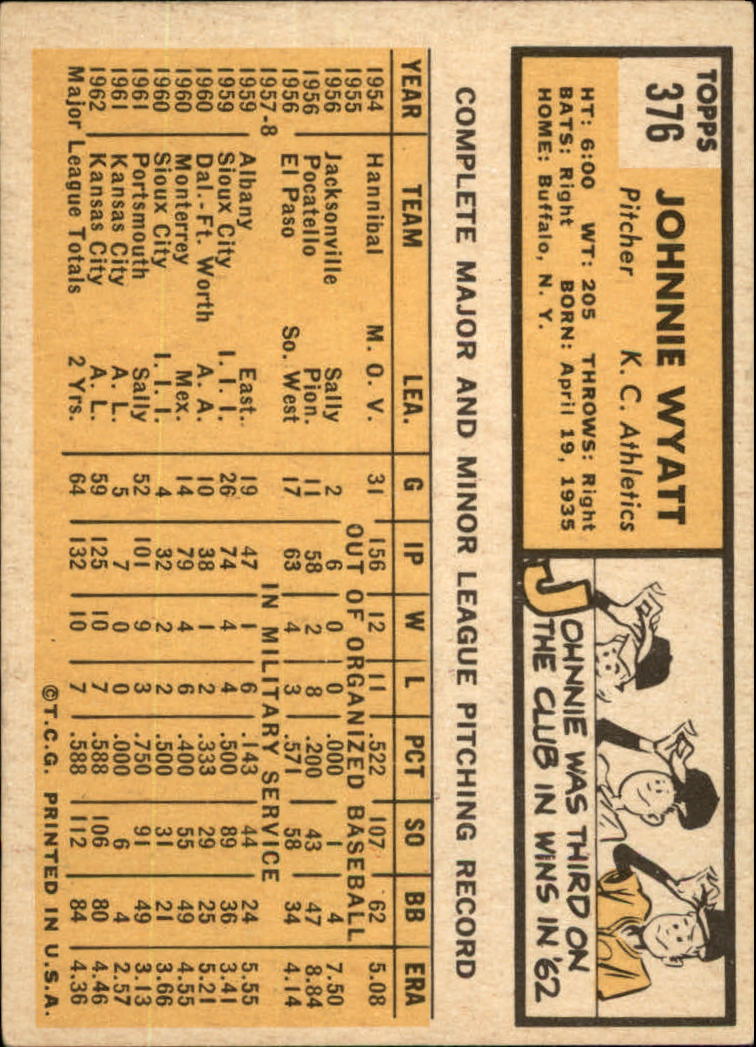 TOPPS
376
JOHNNIE WYATT
Pitcher K. C. Athletics
HT: 6:00 WT: 205 THROWS: Right
BATS: Right BORN: April 19, 1935
HOME: Buffalo, N. Y.
JOHNNIE WAS THIRD ON
THE CLUB IN WINS IN '62
COMPLETE MAJOR AND MINOR LEAGUE PITCHING RECORD
YEAR TEAM LEA. G IP W L PCT SO BB ERA
1954 Hannibal M. O. V. 31 156 12 11 .522 107 62 5.08
1955 OUT OF ORGANIZED BASEBALL
1956 Jacksonville Sally 2 6 0 0 .000 1 4 7.50
1956 Pocatello Pion. 11 58 2 8 .200 43 47 8.84
1956 El Paso So. West 17 63 4 3 .571 58 34 4.14
1957-8 IN MILITARY SERVICE
1959 Albany East. 19 47 1 6 .143 44 24 5.55
1959 Sioux City I. I. I. 26 74 4 4 .500 89 36 3.41
1960 Dal.-Ft. Worth A. A. 10 38 1 2 .333 29 25 5.21
1960 Monterrey Mex. 14 79 4 6 .400 55 49 4.55
1960 Sioux City I. I. I. 4 32 2 2 .500 31 21 3.66
1961 Portsmouth Sally 52 101 9 3 .750 91 49 3.13
1961 Kansas City A. L. 5 7 0 0 .000 6 4 2.57
1962 Kansas City A. L. 59 125 10 7 .588 106 80 4.46
Major League Totals 2 Yrs. 64 132 10 7 .588 112 84 4.36
©T.C.G. PRINTED IN U.S.A.